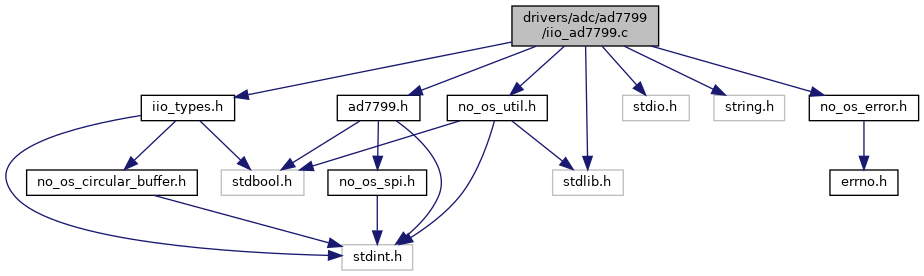 drivers/adc/ad7799
/iio_ad7799.c
iio_types.h
ad7799.h
no_os_util.h
stdio.h
string.h
no_os_error.h
no_os_circular_buffer.h
stdbool.h
no_os_spi.h
stdlib.h
errno.h
stdint.h